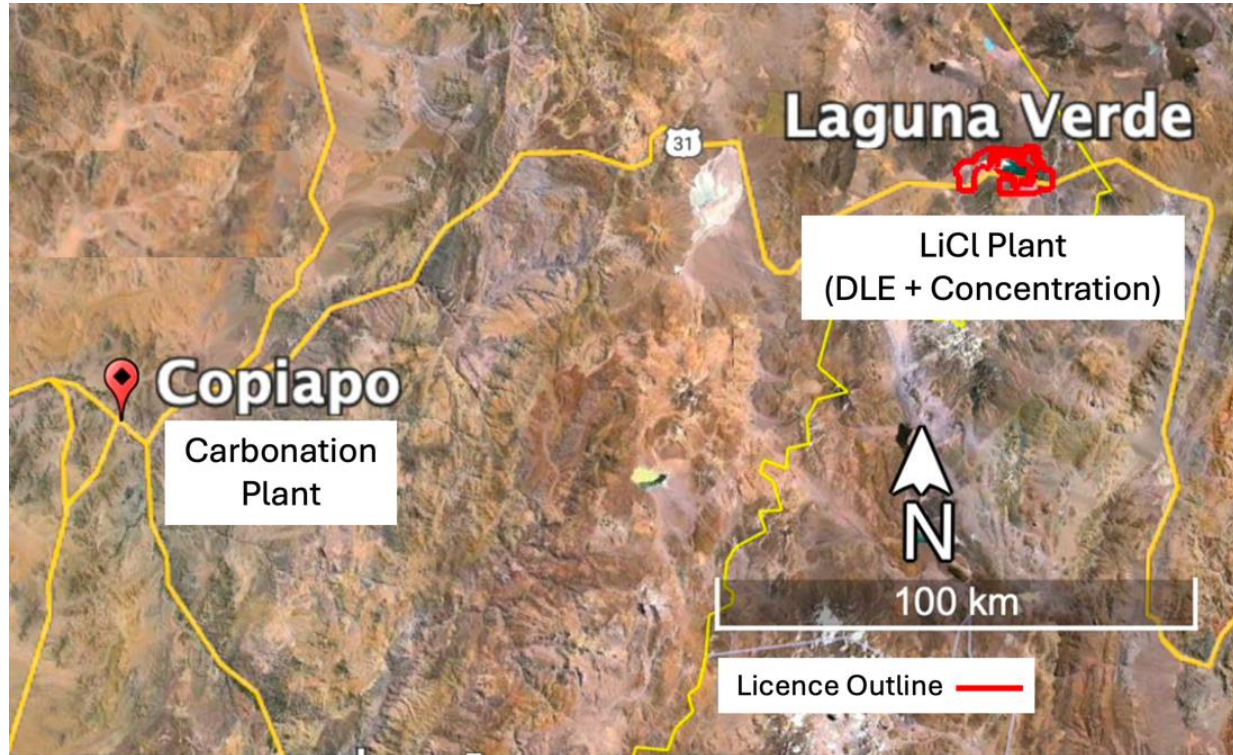 31
Laguna Verde
LiCl Plant
(DLE + Concentration)
Copiapo
Carbonation
Plant
N
100 km
Licence Outline